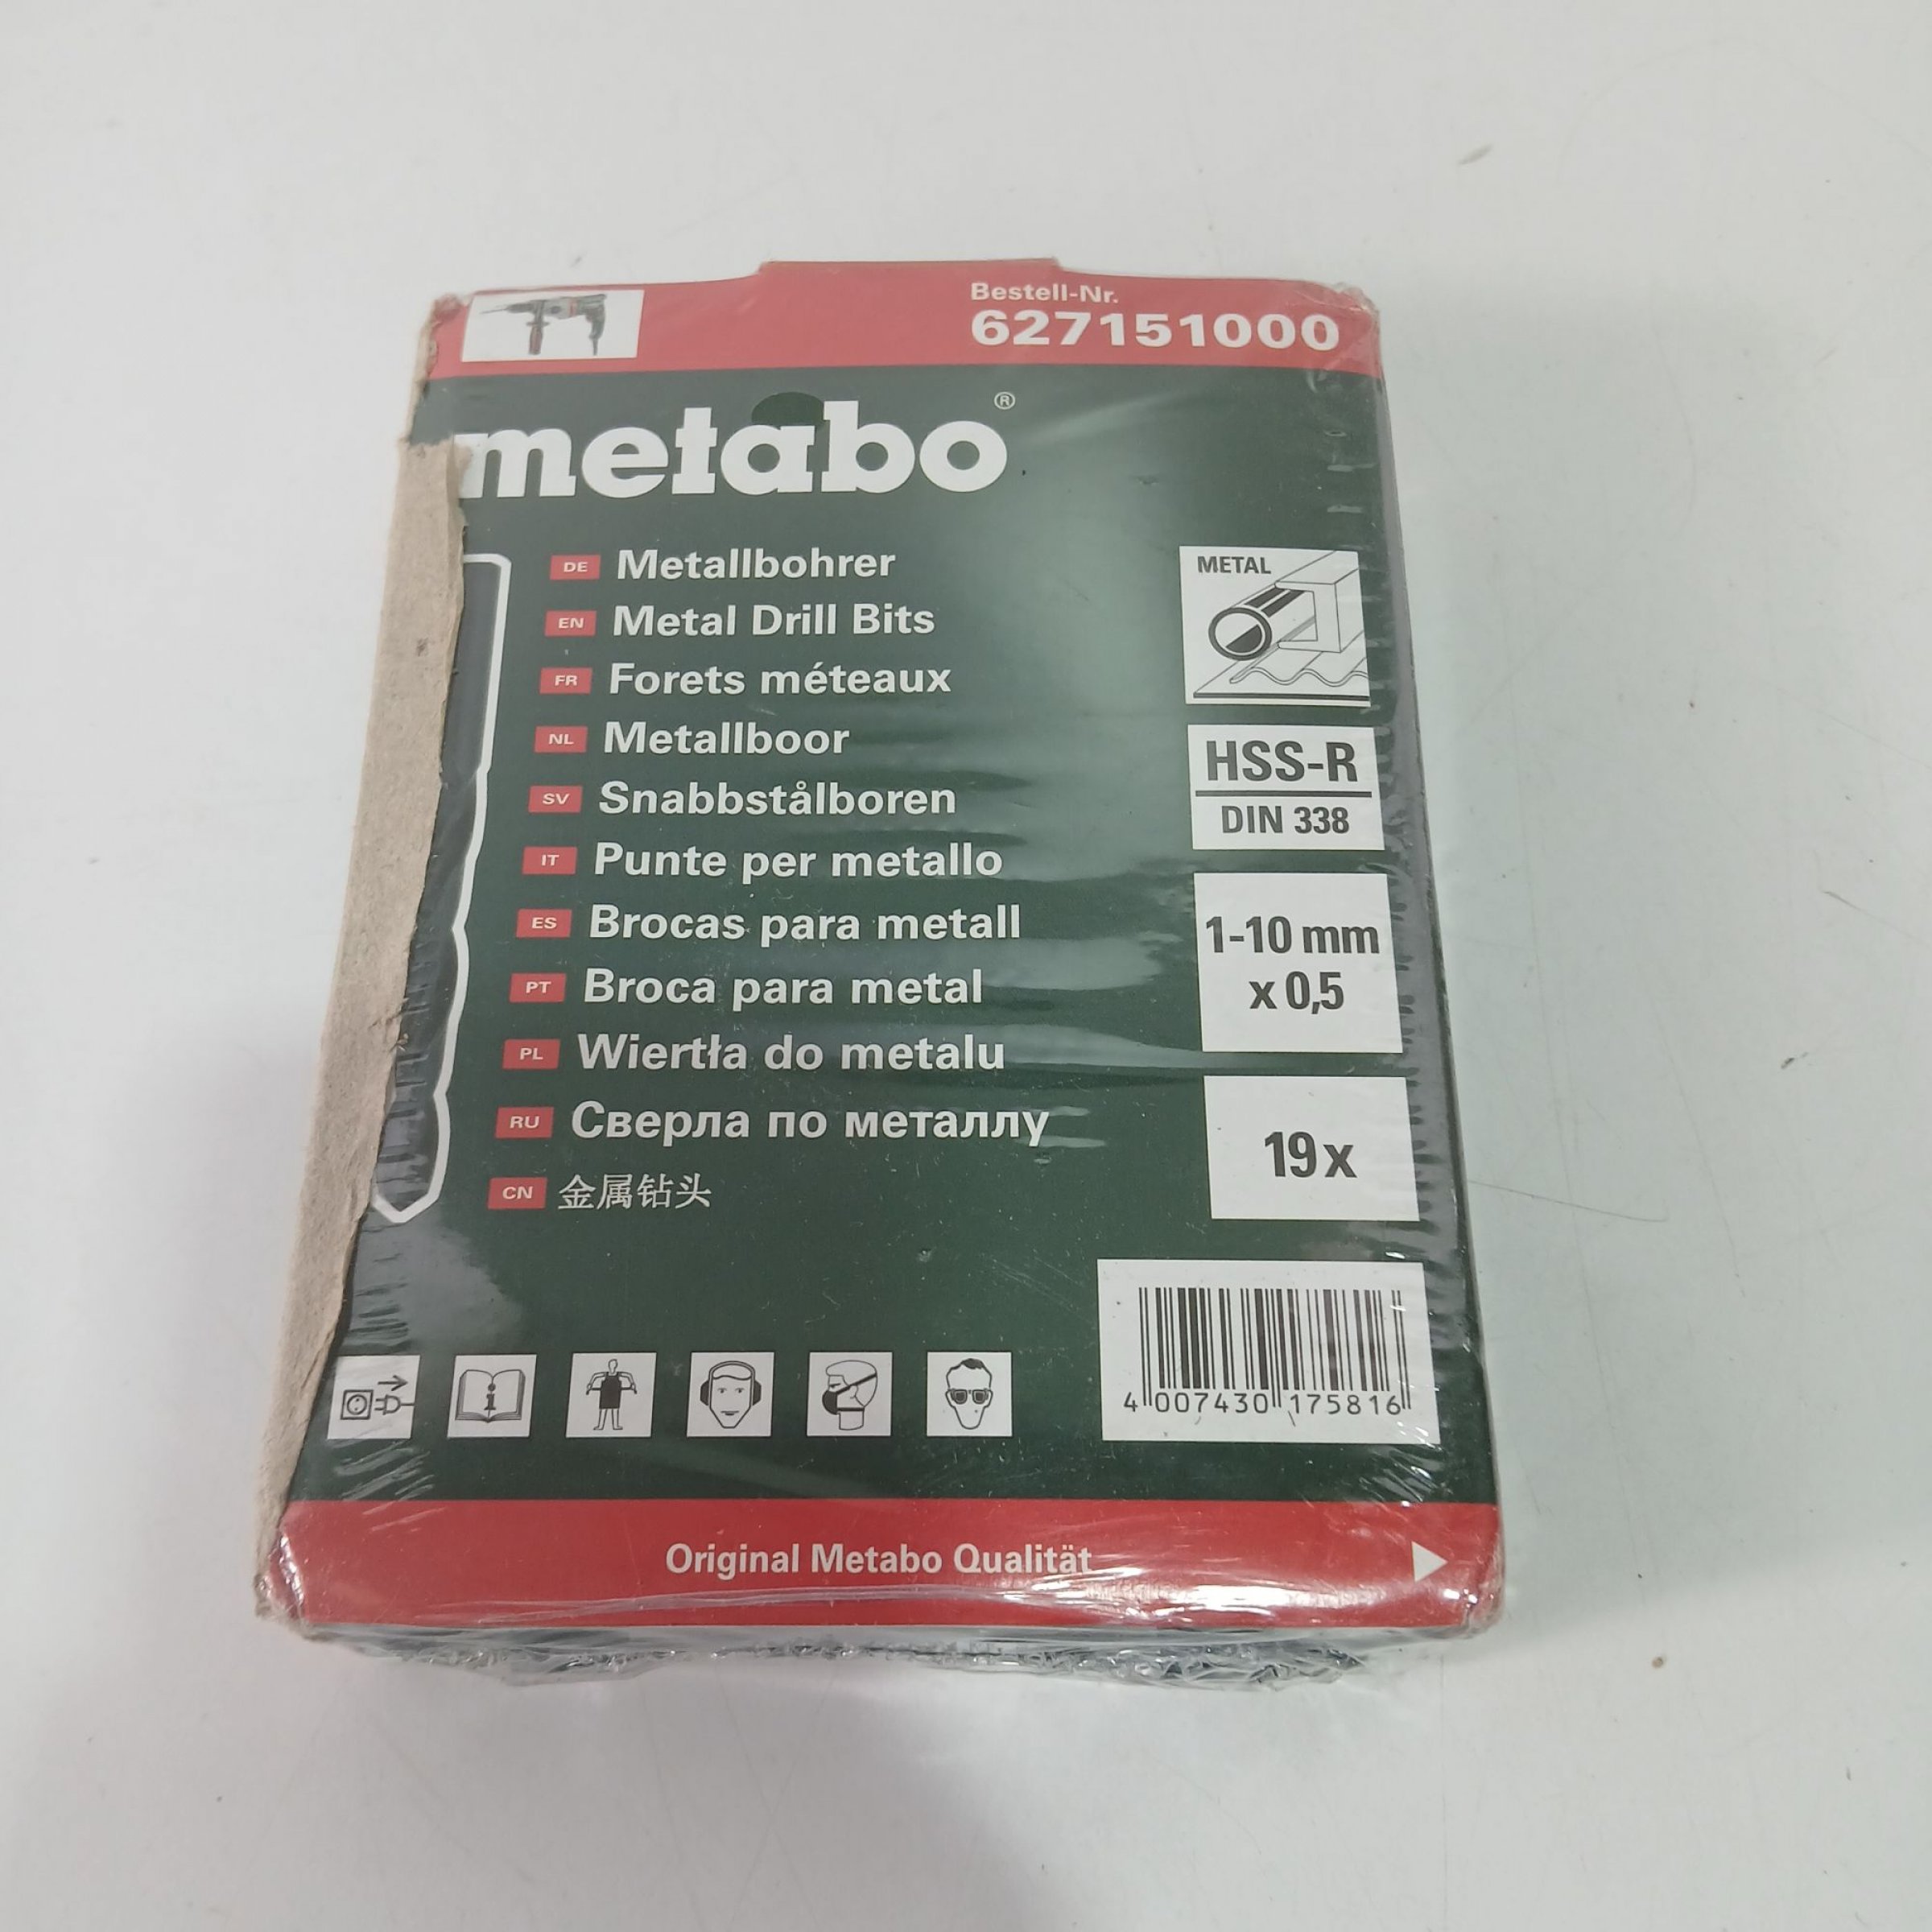 Bestell-Nr.
627151000
metabo®
DE Metallbohrer
EN Metal Drill Bits
FR Forets méteaux
NL Metallboor
SV Snabbstålboren
IT Punte per metallo
ES Brocas para metall
PT Broca para metal
PL Wiertła do metalu
RU Сверла по металлу
CN 金属钻头
METAL
HSS-R
DIN 338
1-10 mm
x 0,5
19x
4 007430 175816
Original Metabo Qualität